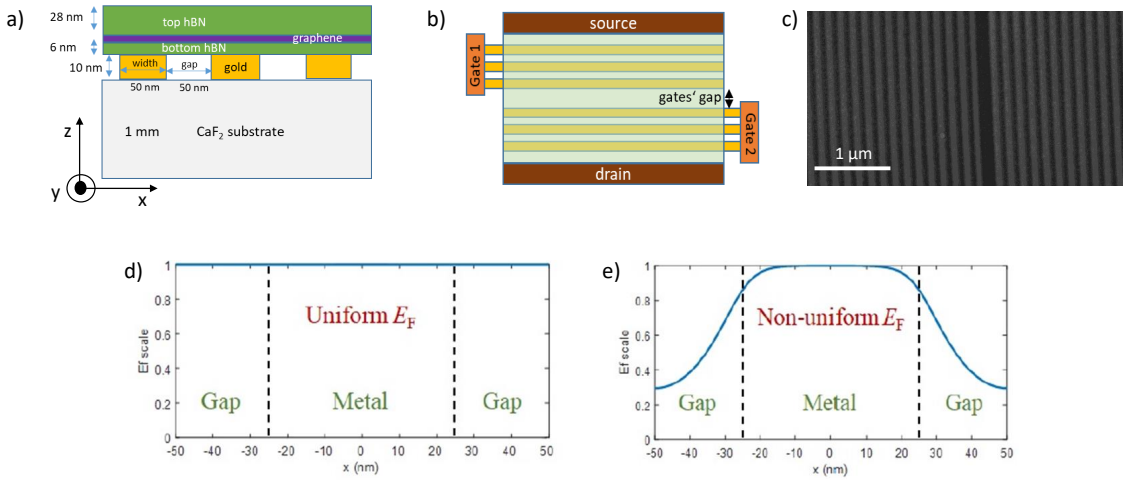 a)
28 nm
top hBN
graphene
6 nm
bottom hBN
10 nm
width
gap
gold
50 nm
50 nm
1 mm
CaF₂ substrate
z
y
x
b)
source
Gate 1
gates‘ gap
Gate 2
drain
c)
1 μm
d)
Ef scale
1
0.8
0.6
0.4
0.2
0
Uniform E_F
Gap
Metal
Gap
-50 -40 -30 -20 -10 0 10 20 30 40 50
x (nm)
e)
Ef scale
1
0.8
0.6
0.4
0.2
0
Non-uniform E_F
Gap
Metal
Gap
-50 -40 -30 -20 -10 0 10 20 30 40 50
x (nm)